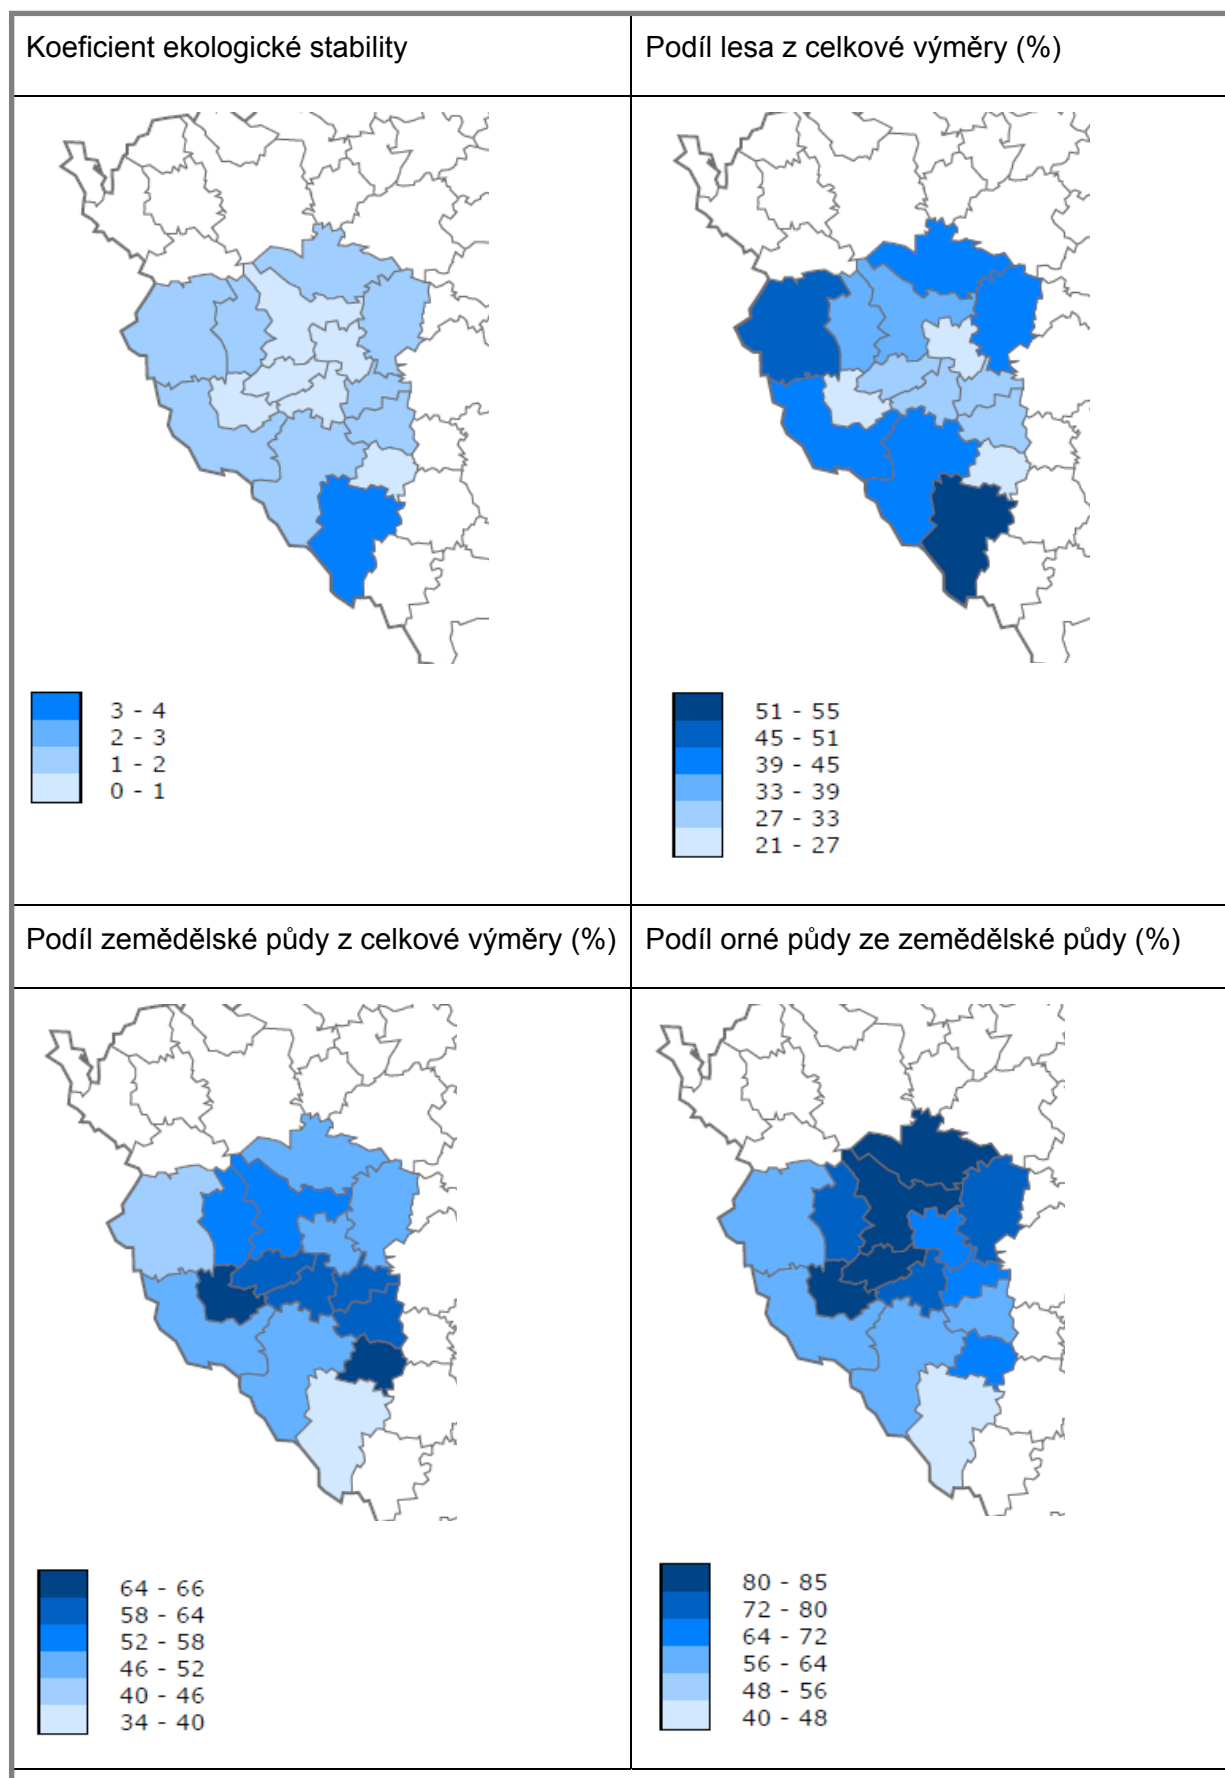 Koeficient ekologické stability
Podíl lesa z celkové výměry (%)
3 - 4
2 - 3
1 - 2
0 - 1
51 - 55
45 - 51
39 - 45
33 - 39
27 - 33
21 - 27
Podíl zemědělské půdy z celkové výměry (%)
Podíl orné půdy ze zemědělské půdy (%)
64 - 66
58 - 64
52 - 58
46 - 52
40 - 46
34 - 40
80 - 85
72 - 80
64 - 72
56 - 64
48 - 56
40 - 48